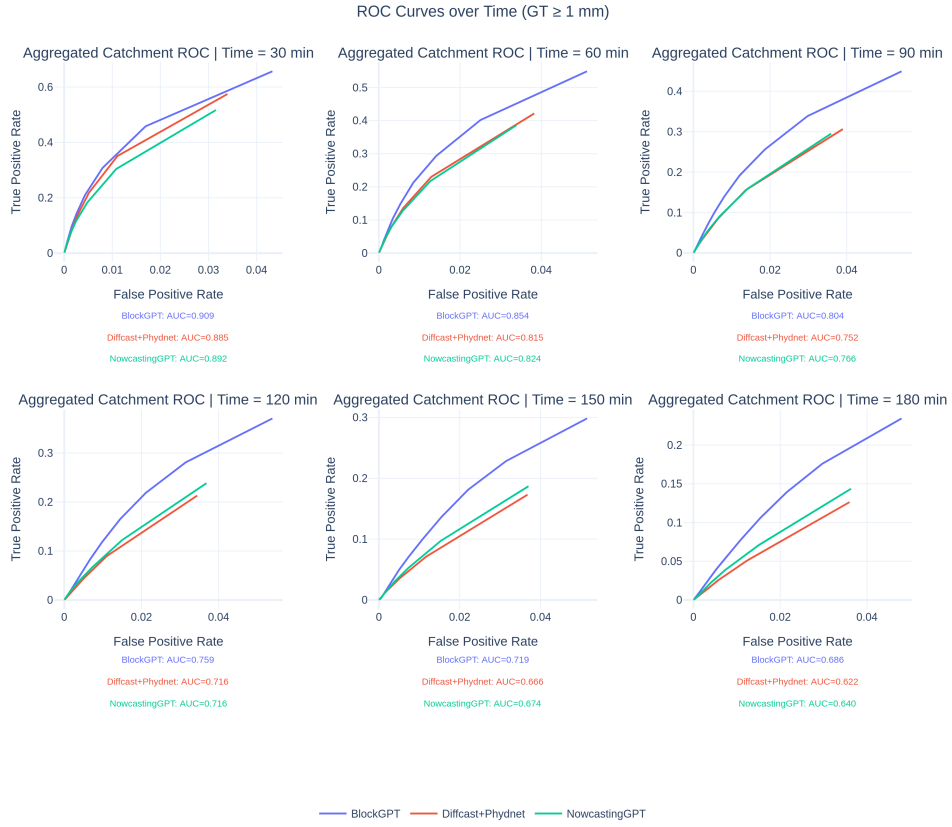 ROC Curves over Time (GT ≥ 1 mm)
Aggregated Catchment ROC | Time = 30 min
Aggregated Catchment ROC | Time = 60 min
Aggregated Catchment ROC | Time = 90 min
True Positive Rate
0.6
0.4
0.2
0
0
0.01
0.02
0.03
0.04
False Positive Rate
BlockGPT: AUC=0.909
Diffcast+Phydnet: AUC=0.885
NowcastingGPT: AUC=0.892
True Positive Rate
0.5
0.4
0.3
0.2
0.1
0
0
0.02
0.04
False Positive Rate
BlockGPT: AUC=0.854
Diffcast+Phydnet: AUC=0.815
NowcastingGPT: AUC=0.824
True Positive Rate
0.4
0.3
0.2
0.1
0
0
0.02
0.04
False Positive Rate
BlockGPT: AUC=0.804
Diffcast+Phydnet: AUC=0.752
NowcastingGPT: AUC=0.766
Aggregated Catchment ROC | Time = 120 min
Aggregated Catchment ROC | Time = 150 min
Aggregated Catchment ROC | Time = 180 min
True Positive Rate
0.3
0.2
0.1
0
0
0.02
0.04
False Positive Rate
BlockGPT: AUC=0.759
Diffcast+Phydnet: AUC=0.716
NowcastingGPT: AUC=0.716
True Positive Rate
0.3
0.2
0.1
0
0
0.02
0.04
False Positive Rate
BlockGPT: AUC=0.719
Diffcast+Phydnet: AUC=0.666
NowcastingGPT: AUC=0.674
True Positive Rate
0.2
0.15
0.1
0.05
0
0
0.02
0.04
False Positive Rate
BlockGPT: AUC=0.686
Diffcast+Phydnet: AUC=0.622
NowcastingGPT: AUC=0.640
BlockGPT
Diffcast+Phydnet
NowcastingGPT